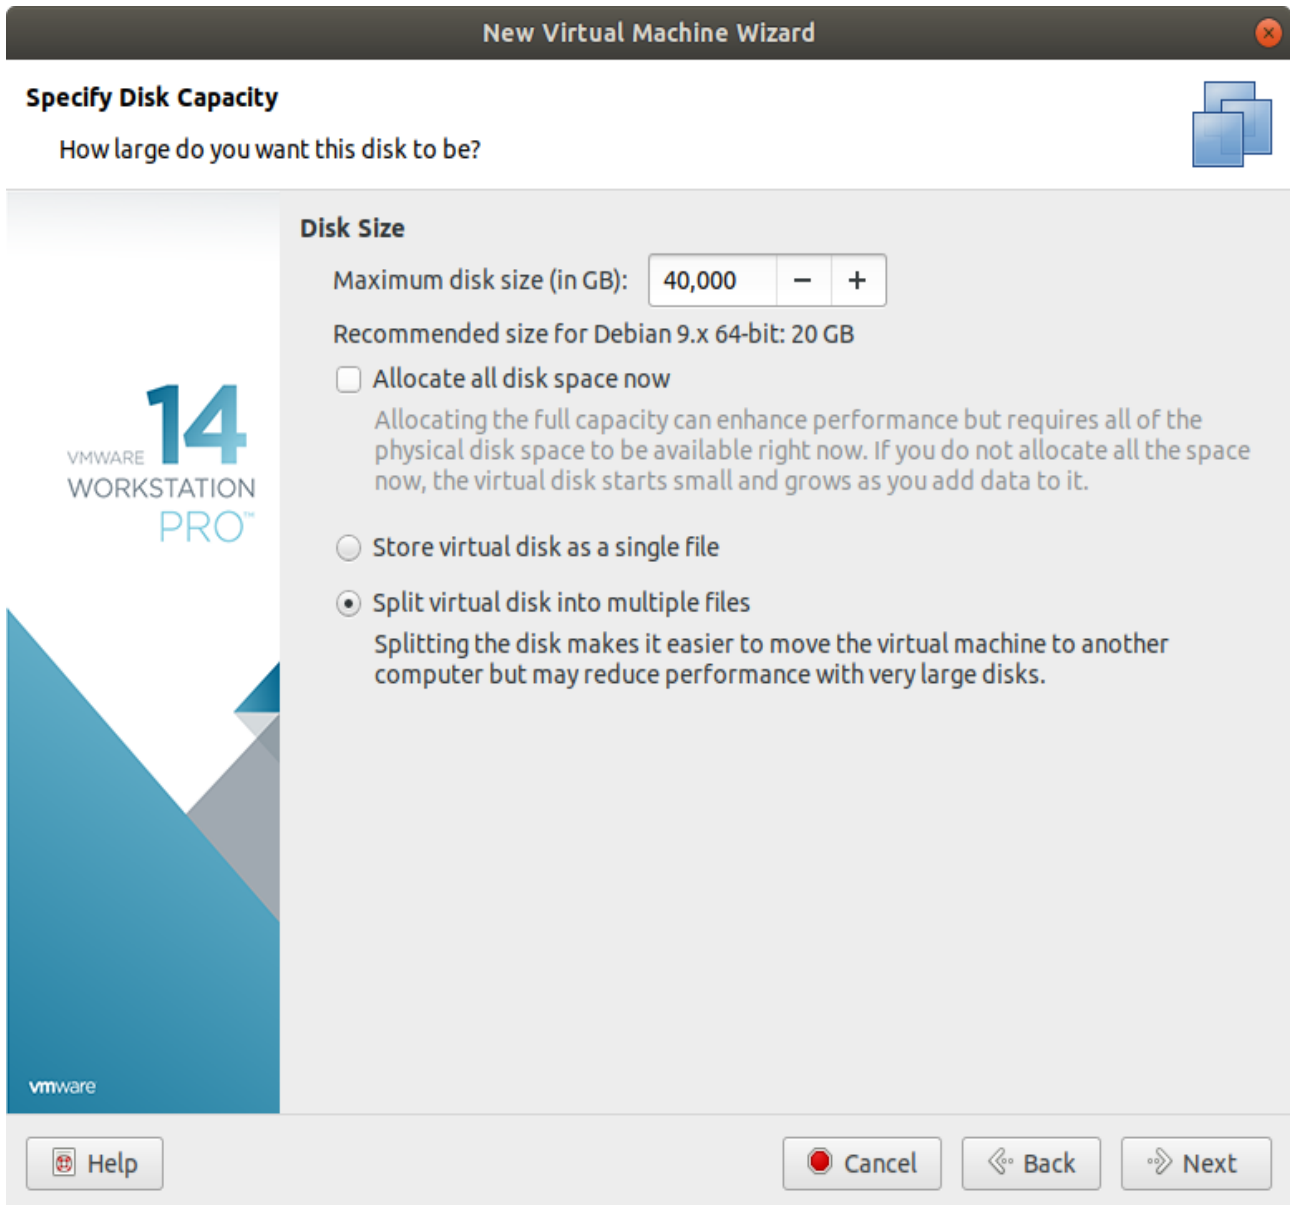 New Virtual Machine Wizard
Specify Disk Capacity
How large do you want this disk to be?
Disk Size
Maximum disk size (in GB): 40,000 − +
Recommended size for Debian 9.x 64-bit: 20 GB
Allocate all disk space now
Allocating the full capacity can enhance performance but requires all of the
physical disk space to be available right now. If you do not allocate all the space
now, the virtual disk starts small and grows as you add data to it.
Store virtual disk as a single file
Split virtual disk into multiple files
Splitting the disk makes it easier to move the virtual machine to another
computer but may reduce performance with very large disks.
VMWARE 14
WORKSTATION
PRO™
vmware
Help Cancel Back Next